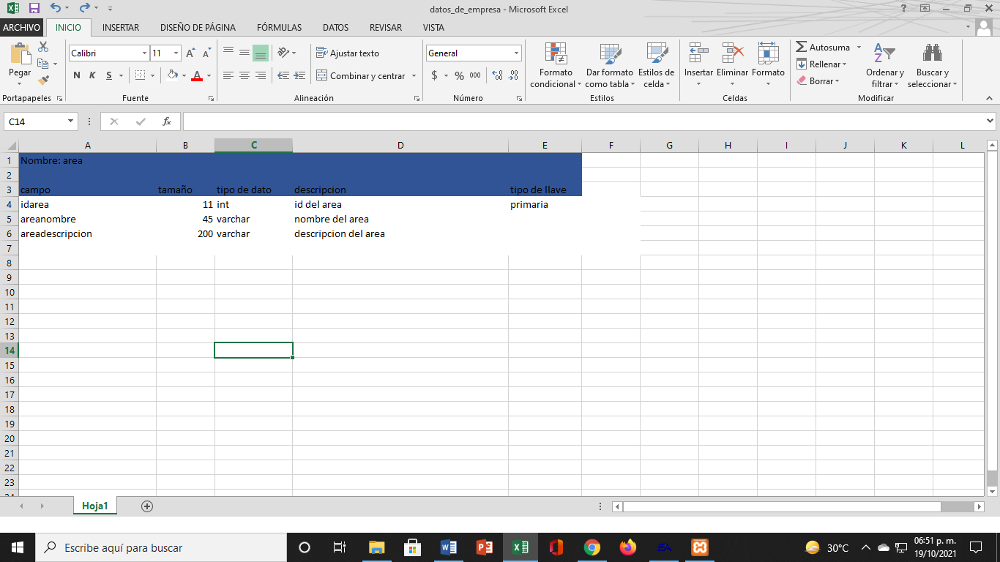 datos_de_empresa - Microsoft Excel
?
ARCHIVO INICIO INSERTAR DISEÑO DE PÁGINA FÓRMULAS DATOS REVISAR VISTA
Pegar
Portapapeles
Calibri 11
N K S
Fuente
Ajustar texto
Combinar y centrar
Alineación
General
$ % 000
Número
Formato condicional
Dar formato como tabla
Estilos de celda
Estilos
Insertar Eliminar Formato
Celdas
Autosuma
Rellenar
Borrar
Ordenar y filtrar
Buscar y seleccionar
Modificar
C14 fx
A B C D E F G H I J K L
1 Nombre: area
2
3 campo tamaño tipo de dato descripcion tipo de llave
4 idarea 11 int id del area primaria
5 areanombre 45 varchar nombre del area
6 areadescripcion 200 varchar descripcion del area
7
8
9
10
11
12
13
14
15
16
17
18
19
20
21
22
23
24
Hoja1
Escribe aquí para buscar
30°C
06:51 p. m.
19/10/2021